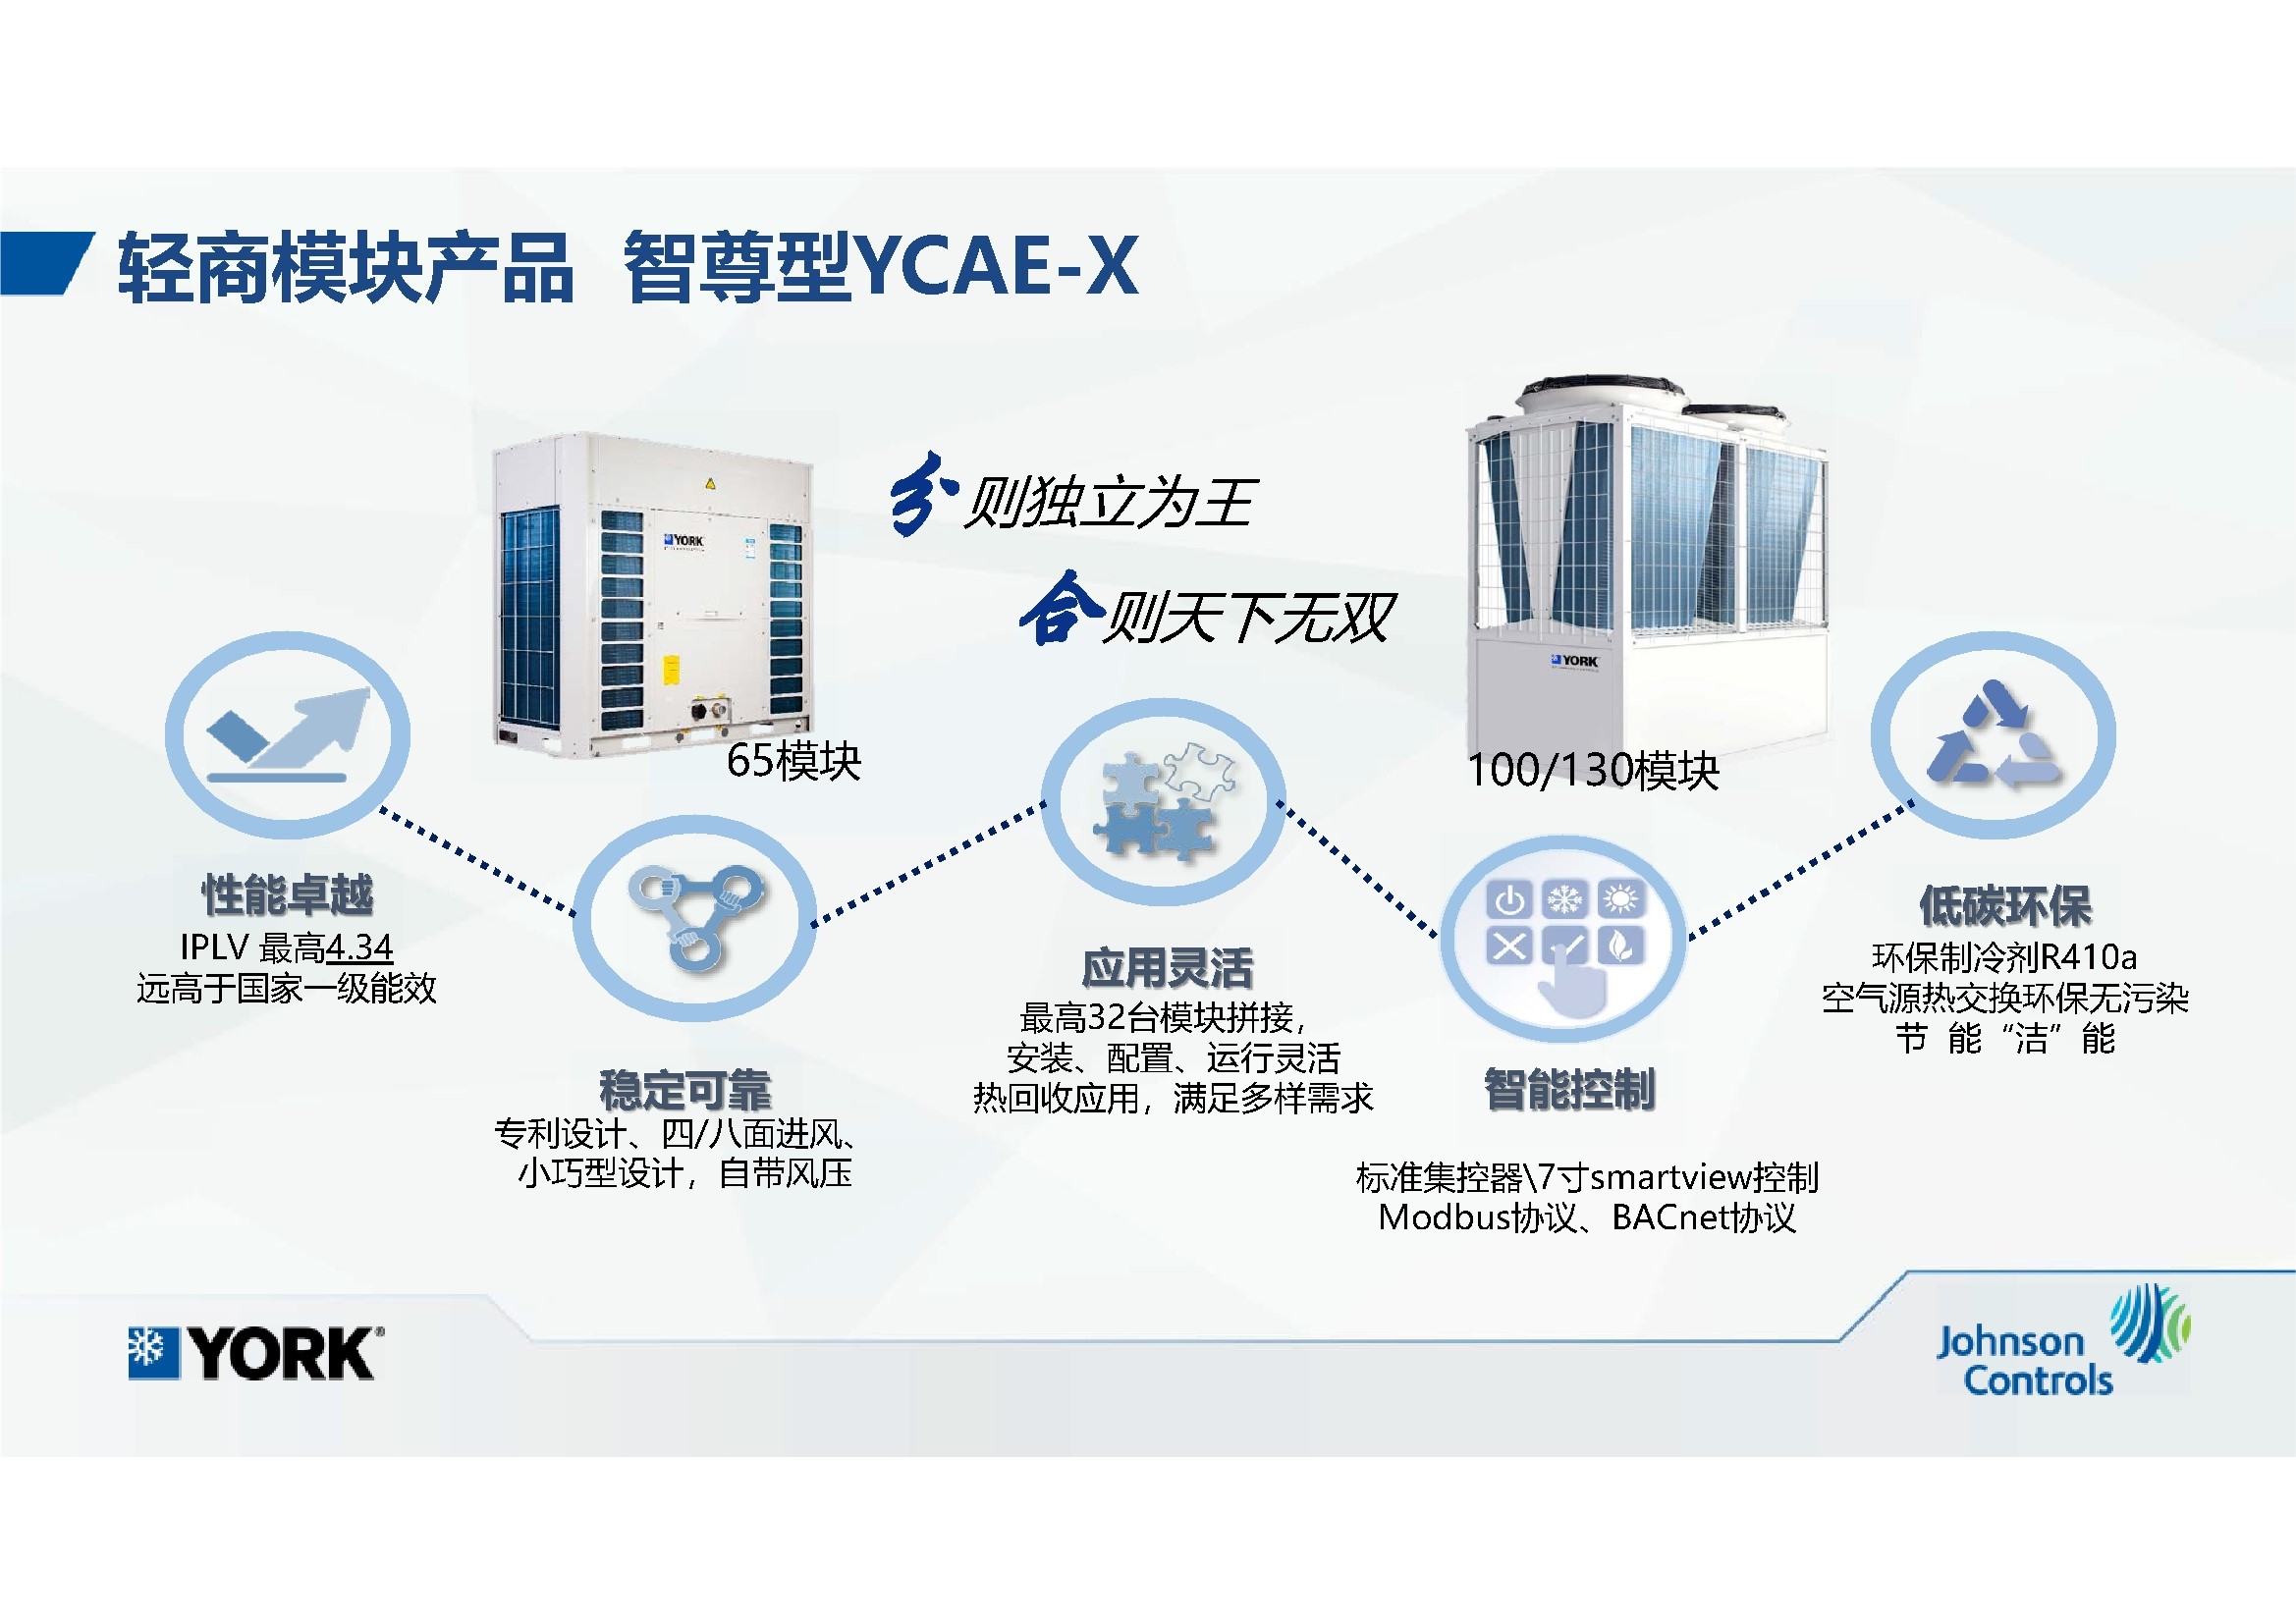 轻商模块产品 智尊型YCAE-X
分则独立为王
合则天下无双
YORK
65模块
YORK
100/130模块
性能卓越
IPLV 最高4.34
远高于国家一级能效
稳定可靠
专利设计、四/八面进风、
小巧型设计，自带风压
应用灵活
最高32台模块拼接，
安装、配置、运行灵活
热回收应用，满足多样需求
智能控制
标准集控器\7寸smartview控制
Modbus协议、BACnet协议
低碳环保
环保制冷剂R410a
空气源热交换环保无污染
节 能“洁”能
YORK®
Johnson
Controls